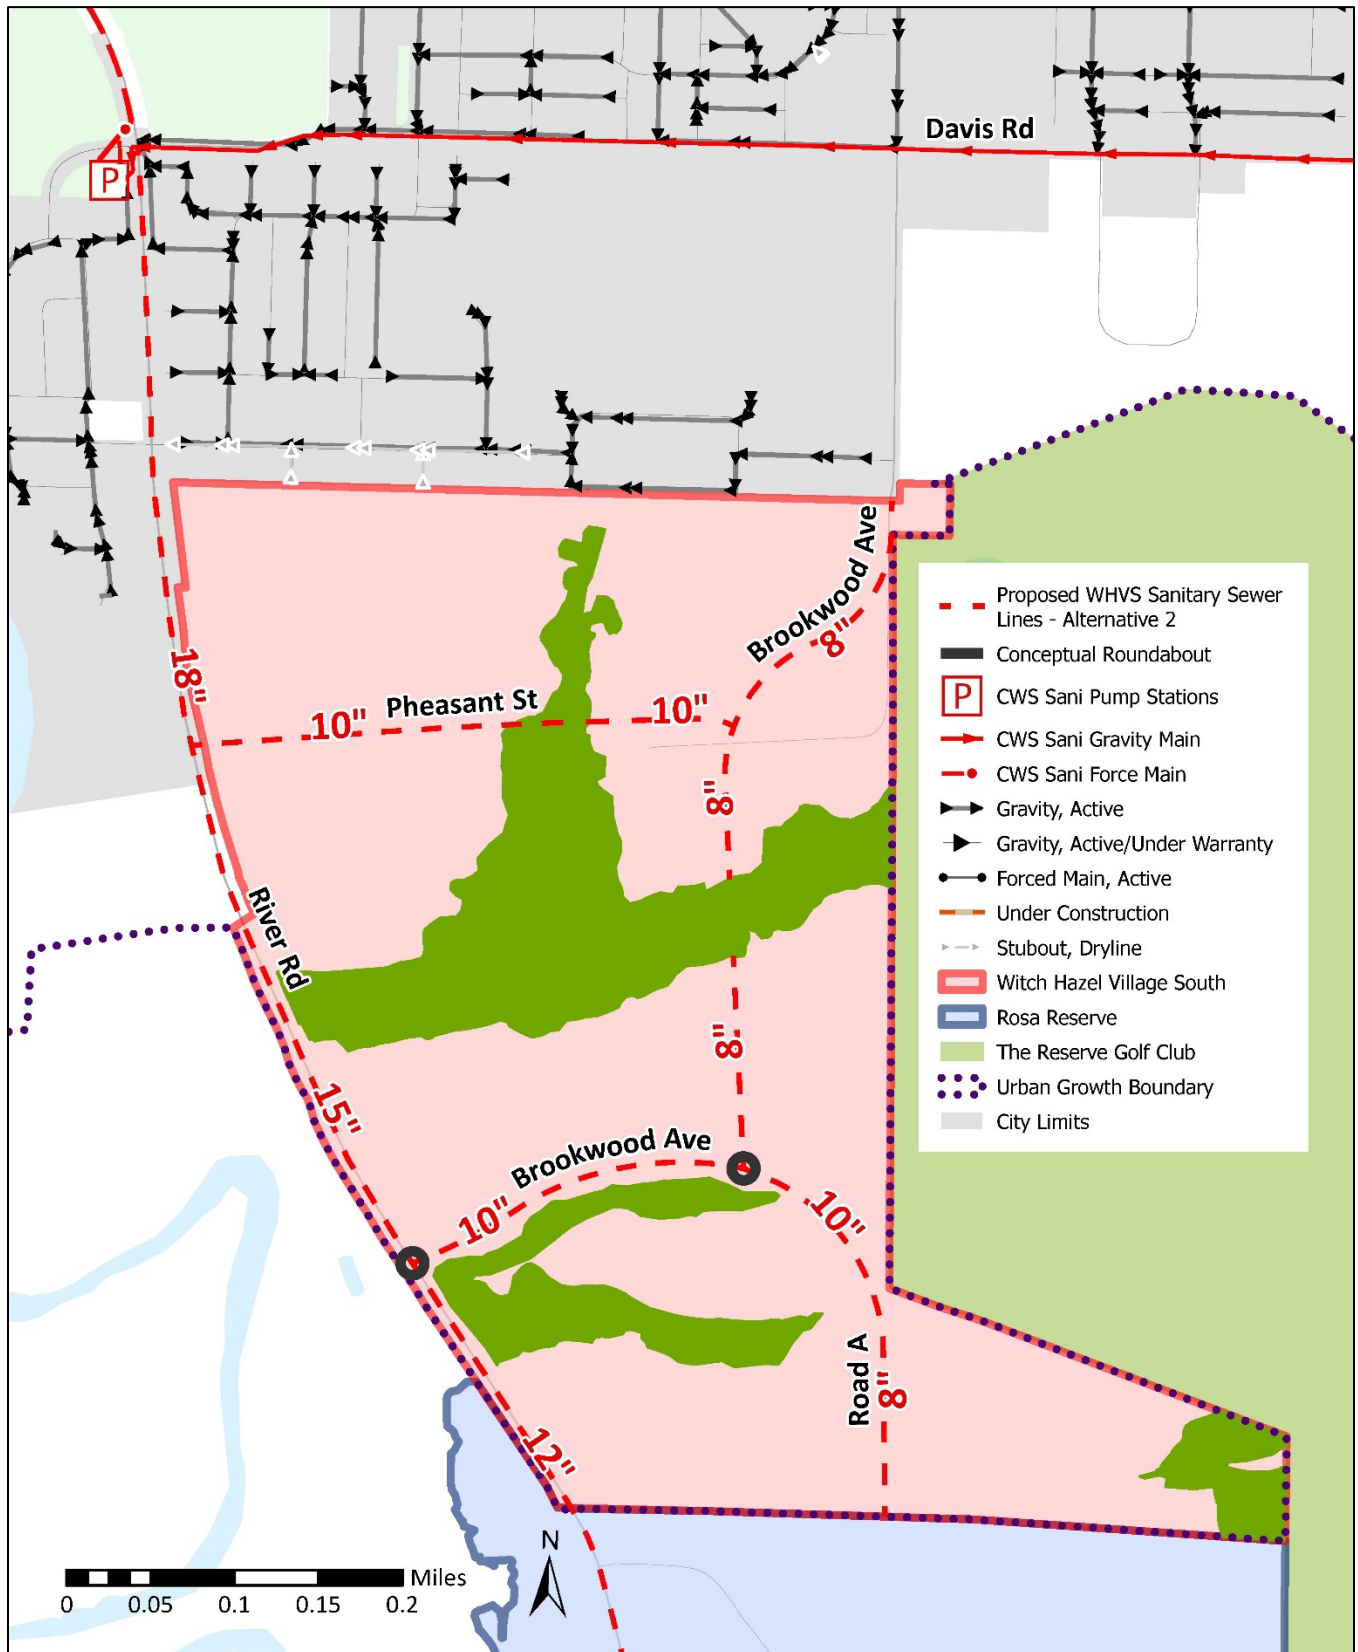 Davis Rd
P
Brookwood Ave
8"
18"
10"
Pheasant St
10"
8"
River Rd
8"
15"
Brookwood Ave
10"
10"
Road A
8"
12"
Proposed WHVS Sanitary Sewer
Lines - Alternative 2
Conceptual Roundabout
P
CWS Sani Pump Stations
CWS Sani Gravity Main
CWS Sani Force Main
Gravity, Active
Gravity, Active/Under Warranty
Forced Main, Active
Under Construction
Stubout, Dryline
Witch Hazel Village South
Rosa Reserve
The Reserve Golf Club
Urban Growth Boundary
City Limits
N
Miles
0 0.05 0.1 0.15 0.2